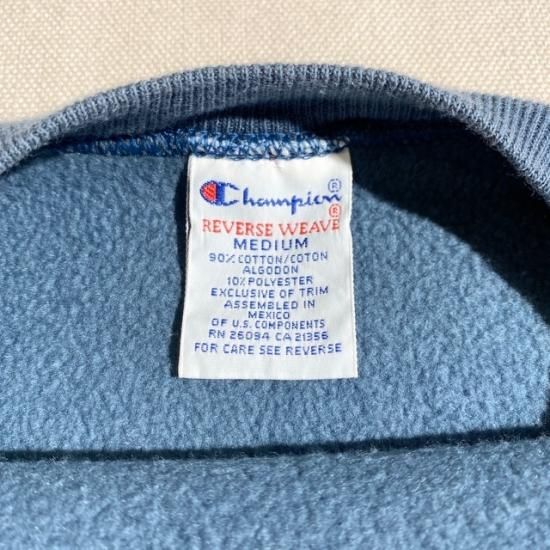 Champion®
REVERSE WEAVE®
MEDIUM
90% COTTON/COTON
ALGODON
10% POLYESTER
EXCLUSIVE OF TRIM
ASSEMBLED IN
MEXICO
OF U.S. COMPONENTS
RN 26094 CA 21356
FOR CARE SEE REVERSE